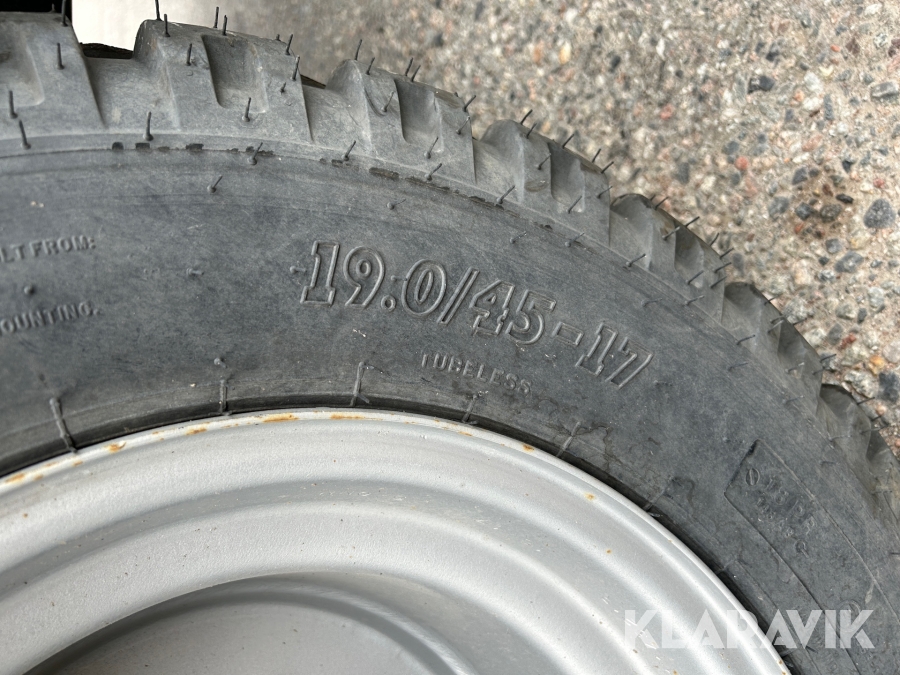 LT FROM:
OUNTING.
19.0/45-17
TUBELESS
KLARAVIK